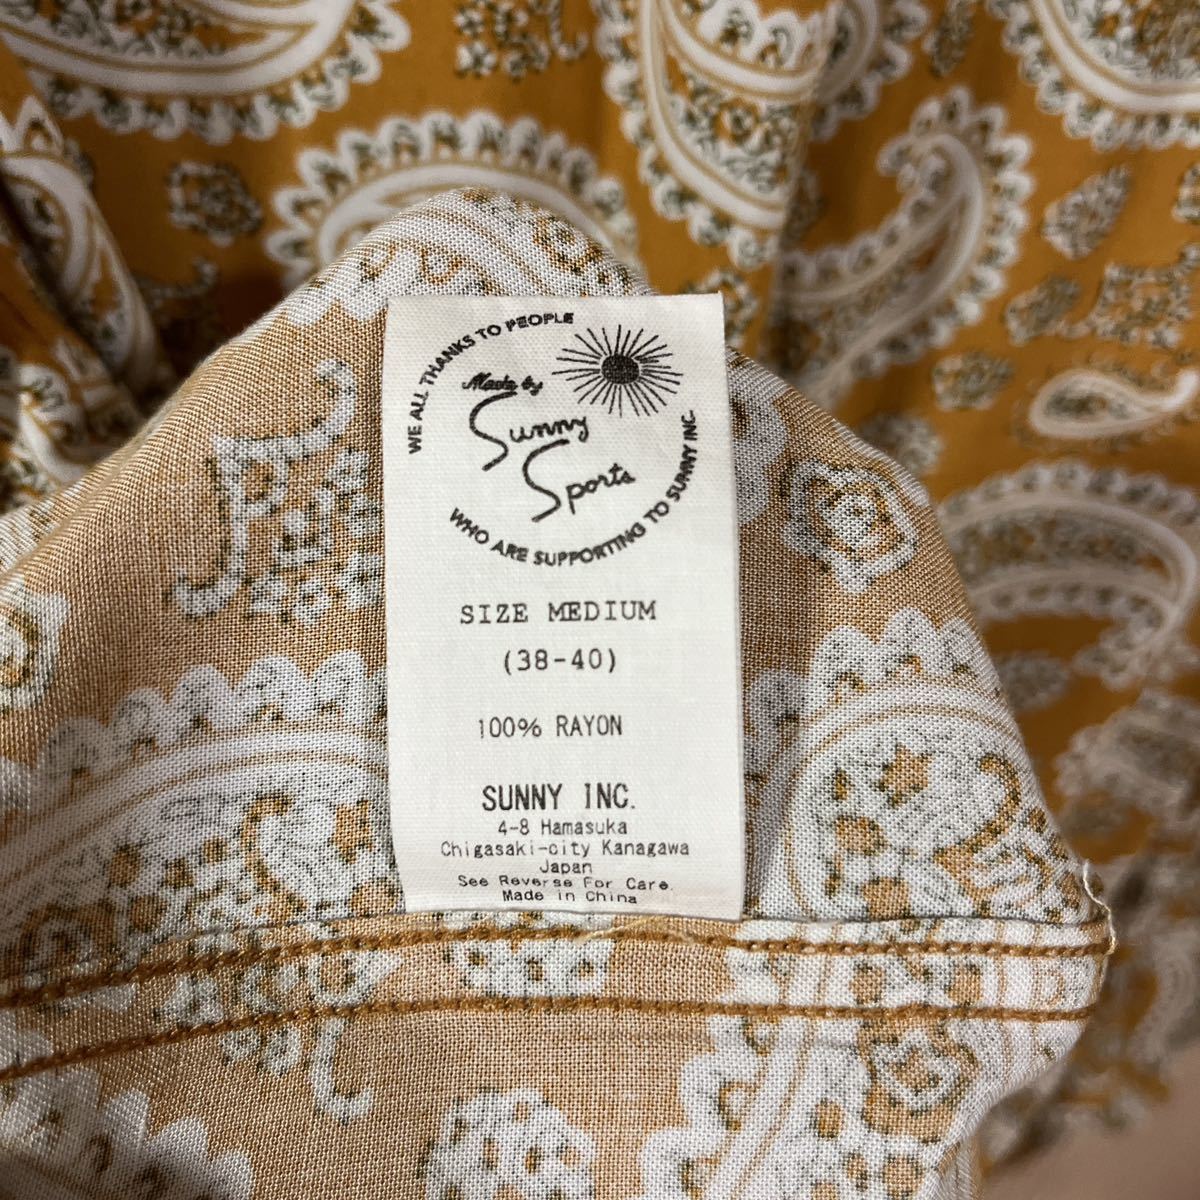 WE ALL THANKS TO PEOPLE
Made by
Sunny
Sports
WHO ARE SUPPORTING TO SUNNY INC.
SIZE MEDIUM
(38-40)
100% RAYON
SUNNY INC.
4-8 Hamasuka
Chigasaki-city Kanagawa
Japan
See Reverse For Care.
Made in China